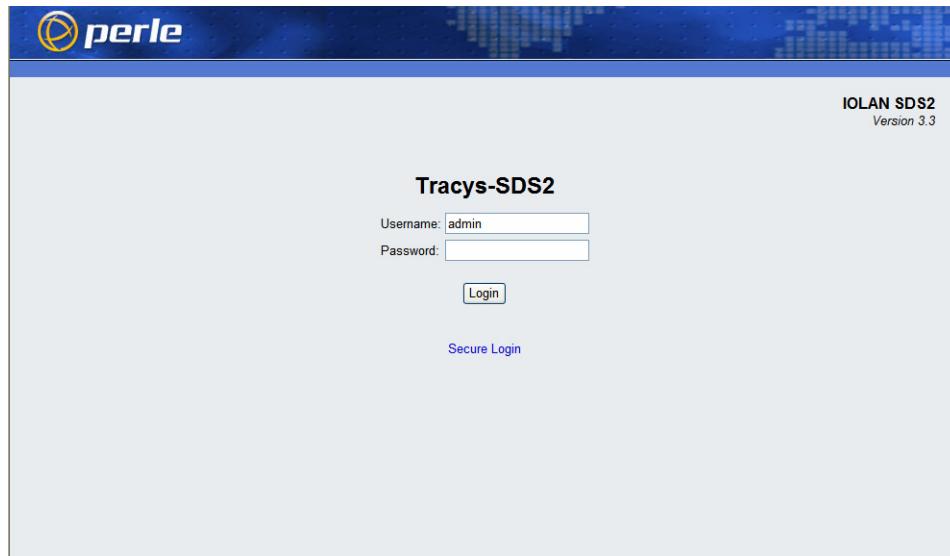 perle
IOLAN SDS2
Version 3.3
Tracys-SDS2
Username: admin
Password:
Login
Secure Login